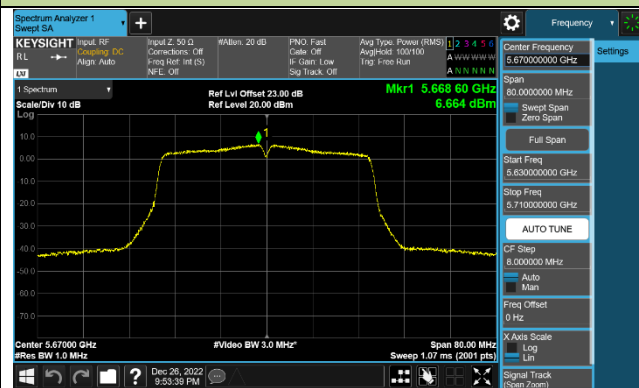 Spectrum Analyzer 1
Swept SA
+
Frequency
KEYSIGHT
RL
LXI
Input: RF
Coupling: DC
Align: Auto
Input Z: 50 Ω
Corrections: Off
Freq Ref: Int (S)
NFE: Off
#Atten: 20 dB
PNO: Fast
Gate: Off
IF Gain: Low
Sig Track: Off
Avg Type: Power (RMS)
Avg|Hold: 100/100
Trig: Free Run
1 2 3 4 5 6
A W W W W W
A N N N N N
1 Spectrum
Scale/Div 10 dB
Log
Ref Lvl Offset 23.00 dB
Ref Level 20.00 dBm
Mkr1 5.668 60 GHz
6.664 dBm
1
10.0
0.00
-10.0
-20.0
-30.0
-40.0
-50.0
-60.0
-70.0
Center 5.67000 GHz
#Res BW 1.0 MHz
#Video BW 3.0 MHz*
Span 80.00 MHz
Sweep 1.07 ms (2001 pts)
Dec 26, 2022
9:53:39 PM
Center Frequency
5.670000000 GHz
Settings
Span
80.0000000 MHz
Swept Span
Zero Span
Full Span
Start Freq
5.630000000 GHz
Stop Freq
5.710000000 GHz
AUTO TUNE
CF Step
8.000000 MHz
Auto
Man
Freq Offset
0 Hz
X Axis Scale
Log
Lin
Signal Track
(Span Zoom)